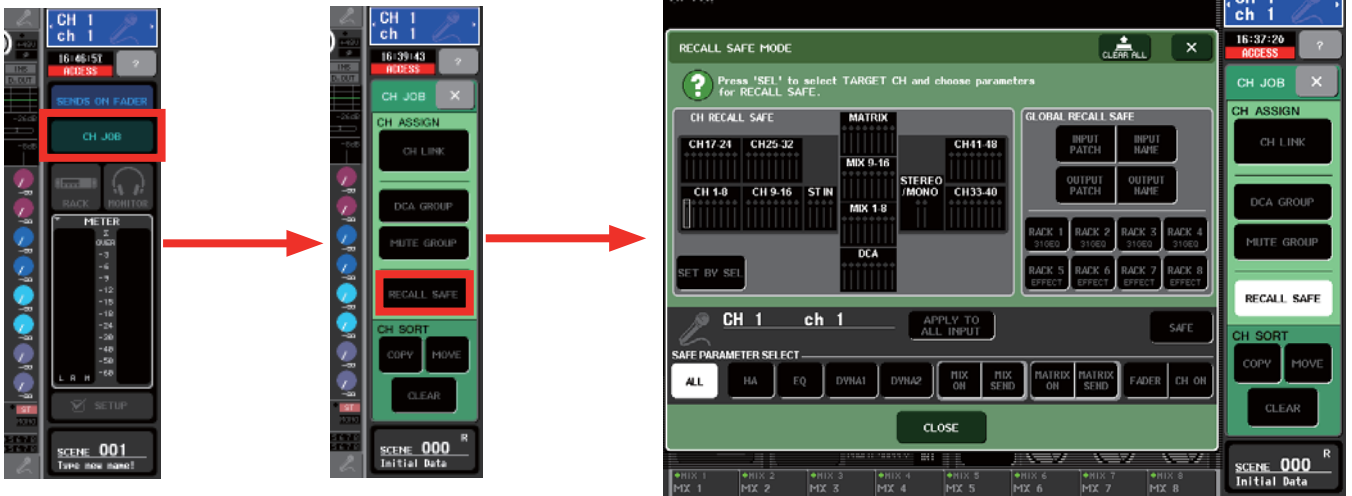 CH 1
ch 1
16:46:51
ACCESS
?
SENDS ON FADER
CH JOB
RACK
MONITOR
METER
Σ
OVER
-3
-6
-9
-12
-15
-18
-24
-30
-40
-50
-60
L R M
SETUP
SCENE 001
Type new name!
CH 1
ch 1
16:39:43
ACCESS
?
CH JOB
CH ASSIGN
CH LINK
DCA GROUP
MUTE GROUP
RECALL SAFE
CH SORT
COPY
MOVE
CLEAR
SCENE 000 R
Initial Data
RECALL SAFE MODE
CLEAR ALL
Press 'SEL' to select TARGET CH and choose parameters
for RECALL SAFE.
CH RECALL SAFE
MATRIX
CH17-24
CH25-32
CH41-48
MIX 9-16
CH 1-8
CH 9-16
ST IN
STEREO
/MONO
CH33-40
MIX 1-8
DCA
SET BY SEL
GLOBAL RECALL SAFE
INPUT
PATCH
INPUT
NAME
OUTPUT
PATCH
OUTPUT
NAME
RACK 1
31GEQ
RACK 2
31GEQ
RACK 3
31GEQ
RACK 4
31GEQ
RACK 5
EFFECT
RACK 6
EFFECT
RACK 7
EFFECT
RACK 8
EFFECT
CH 1
ch 1
APPLY TO
ALL INPUT
SAFE
SAFE PARAMETER SELECT
ALL
HA
EQ
DYNA1
DYNA2
MIX
ON
MIX
SEND
MATRIX
ON
MATRIX
SEND
FADER
CH ON
CLOSE
MIX 1
MX 1
MIX 2
MX 2
MIX 3
MX 3
MIX 4
MX 4
MIX 5
MX 5
MIX 6
MX 6
MIX 7
MX 7
MIX 8
MX 8
ch 1
16:37:20
ACCESS
?
CH JOB
CH ASSIGN
CH LINK
DCA GROUP
MUTE GROUP
RECALL SAFE
CH SORT
COPY
MOVE
CLEAR
SCENE 000 R
Initial Data